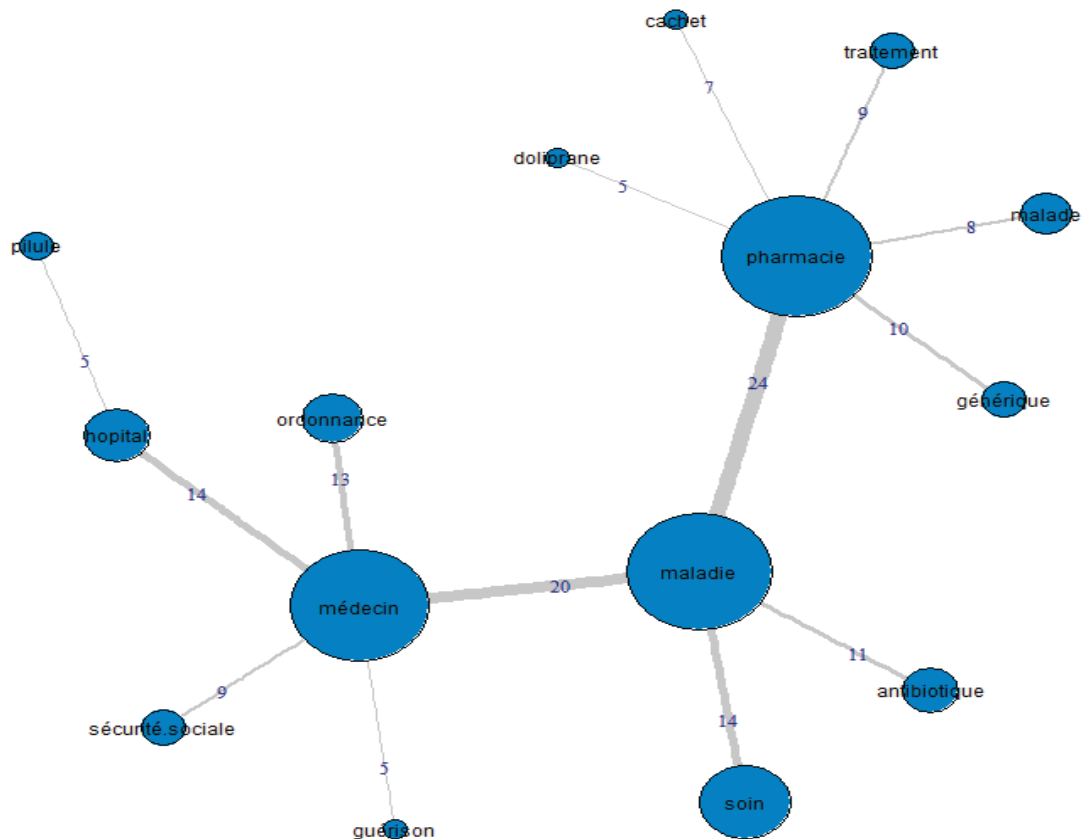 cachet
traitement
7
9
doliprane
5
malade
8
pilule
pharmacie
10
5
24
générique
ordonnance
hopital
13
14
maladie
20
médecin
11
antibiotique
9
14
sécurité.sociale
5
soin
guérison